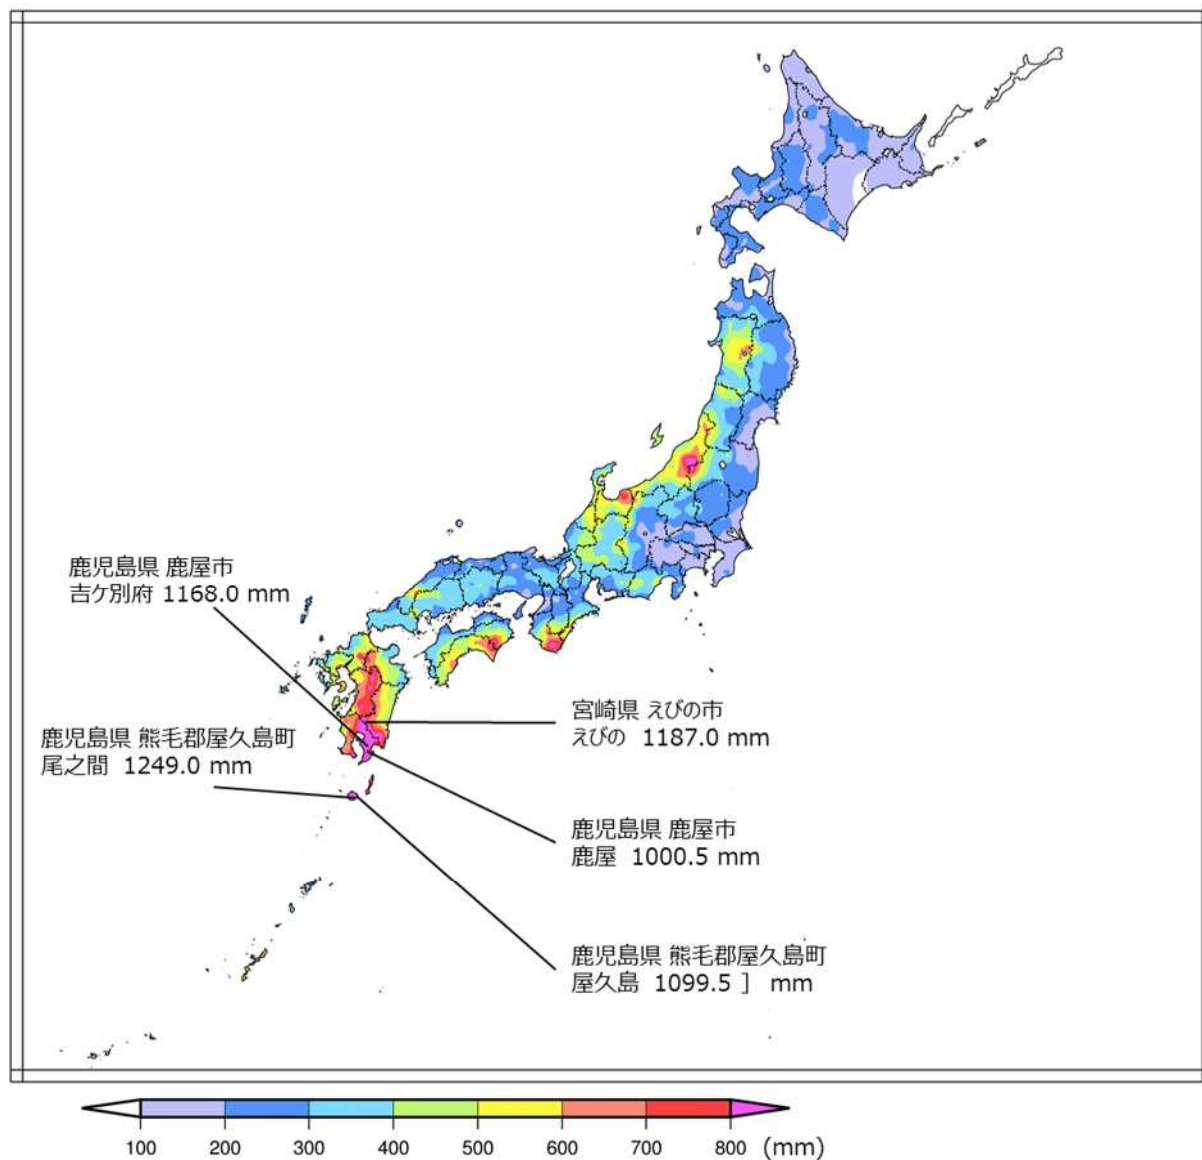 鹿児島県 鹿屋市
吉ケ別府 1168.0 mm
鹿児島県 熊毛郡屋久島町
尾之間 1249.0 mm
宮崎県 えびの市
えびの 1187.0 mm
鹿児島県 鹿屋市
鹿屋 1000.5 mm
鹿児島県 熊毛郡屋久島町
屋久島 1099.5 ] mm
100 200 300 400 500 600 700 800 (mm)